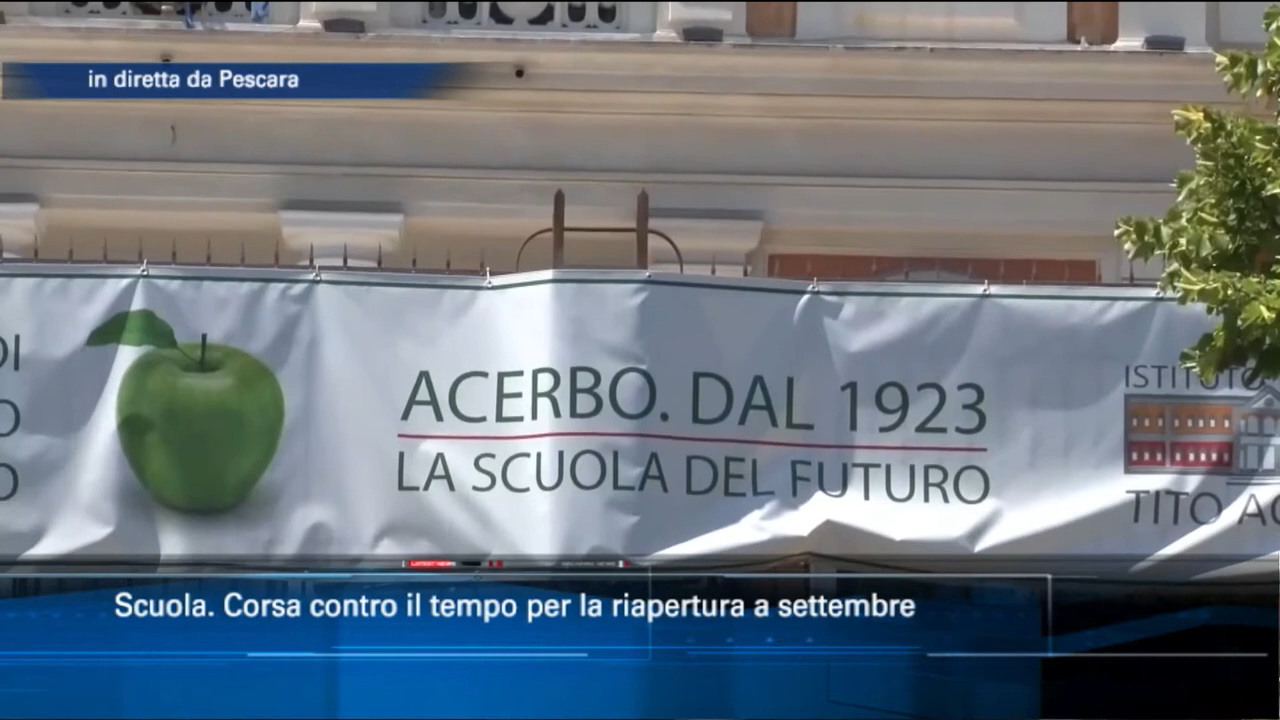 in diretta da Pescara
ACERBO. DAL 1923
LA SCUOLA DEL FUTURO
ISTITUTO
TITO
Scuola. Corsa contro il tempo per la riapertura a settembre